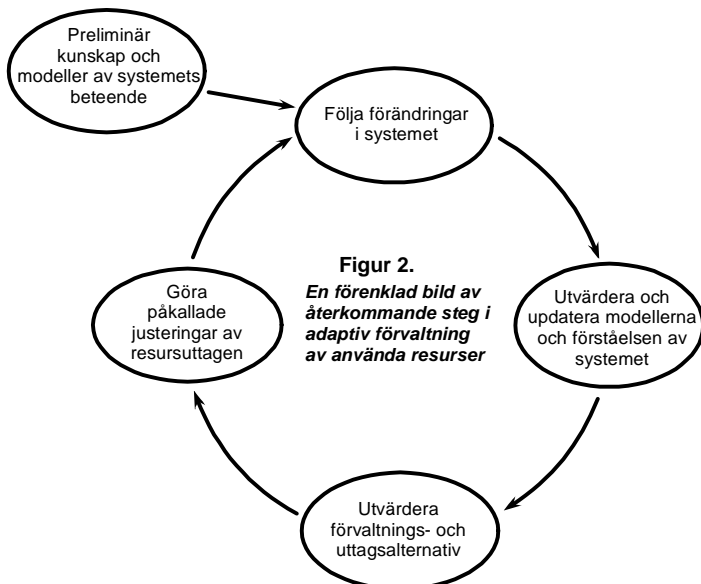 Preliminär
kunskap och
modeller av systemets
beteende
Följa förändringar
i systemet
Figur 2.
En förenklad bild av
återkommande steg i
adaptiv förvaltning
av använda resurser
Göra
påkallade
justeringar av
resursuttagen
Utvärdera och
updatera modellerna
och förståelsen av
systemet
Utvärdera
förvaltnings- och
uttagsalternativ